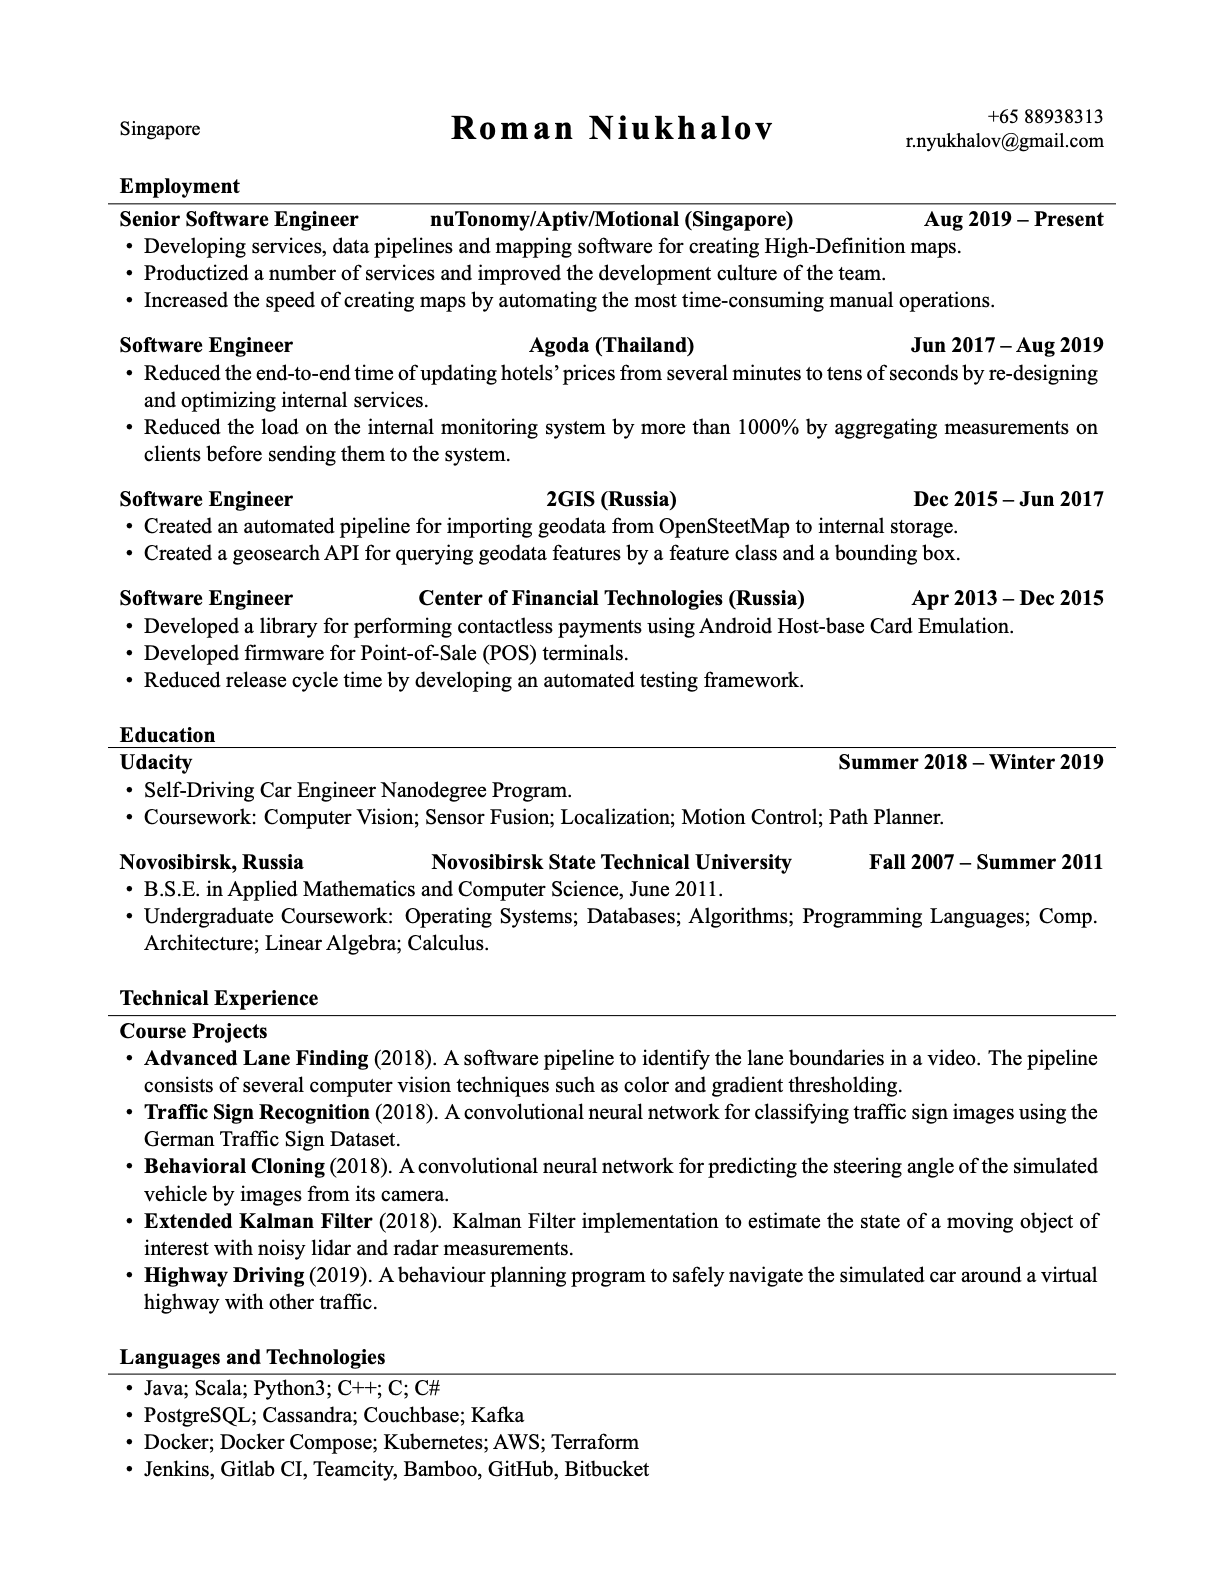 Singapore
Roman Niukhalov
+65 88938313
r.nyukhalov@gmail.com
Employment
Senior Software Engineer nuTonomy/Aptiv/Motional (Singapore) Aug 2019 – Present
• Developing services, data pipelines and mapping software for creating High-Definition maps.
• Productized a number of services and improved the development culture of the team.
• Increased the speed of creating maps by automating the most time-consuming manual operations.
Software Engineer Agoda (Thailand) Jun 2017 – Aug 2019
• Reduced the end-to-end time of updating hotels’ prices from several minutes to tens of seconds by re-designing
and optimizing internal services.
• Reduced the load on the internal monitoring system by more than 1000% by aggregating measurements on
clients before sending them to the system.
Software Engineer 2GIS (Russia) Dec 2015 – Jun 2017
• Created an automated pipeline for importing geodata from OpenSteetMap to internal storage.
• Created a geosearch API for querying geodata features by a feature class and a bounding box.
Software Engineer Center of Financial Technologies (Russia) Apr 2013 – Dec 2015
• Developed a library for performing contactless payments using Android Host-base Card Emulation.
• Developed firmware for Point-of-Sale (POS) terminals.
• Reduced release cycle time by developing an automated testing framework.
Education
Udacity Summer 2018 – Winter 2019
• Self-Driving Car Engineer Nanodegree Program.
• Coursework: Computer Vision; Sensor Fusion; Localization; Motion Control; Path Planner.
Novosibirsk, Russia Novosibirsk State Technical University Fall 2007 – Summer 2011
• B.S.E. in Applied Mathematics and Computer Science, June 2011.
• Undergraduate Coursework: Operating Systems; Databases; Algorithms; Programming Languages; Comp.
Architecture; Linear Algebra; Calculus.
Technical Experience
Course Projects
• Advanced Lane Finding (2018). A software pipeline to identify the lane boundaries in a video. The pipeline
consists of several computer vision techniques such as color and gradient thresholding.
• Traffic Sign Recognition (2018). A convolutional neural network for classifying traffic sign images using the
German Traffic Sign Dataset.
• Behavioral Cloning (2018). A convolutional neural network for predicting the steering angle of the simulated
vehicle by images from its camera.
• Extended Kalman Filter (2018). Kalman Filter implementation to estimate the state of a moving object of
interest with noisy lidar and radar measurements.
• Highway Driving (2019). A behaviour planning program to safely navigate the simulated car around a virtual
highway with other traffic.
Languages and Technologies
• Java; Scala; Python3; C++; C; C#
• PostgreSQL; Cassandra; Couchbase; Kafka
• Docker; Docker Compose; Kubernetes; AWS; Terraform
• Jenkins, Gitlab CI, Teamcity, Bamboo, GitHub, Bitbucket